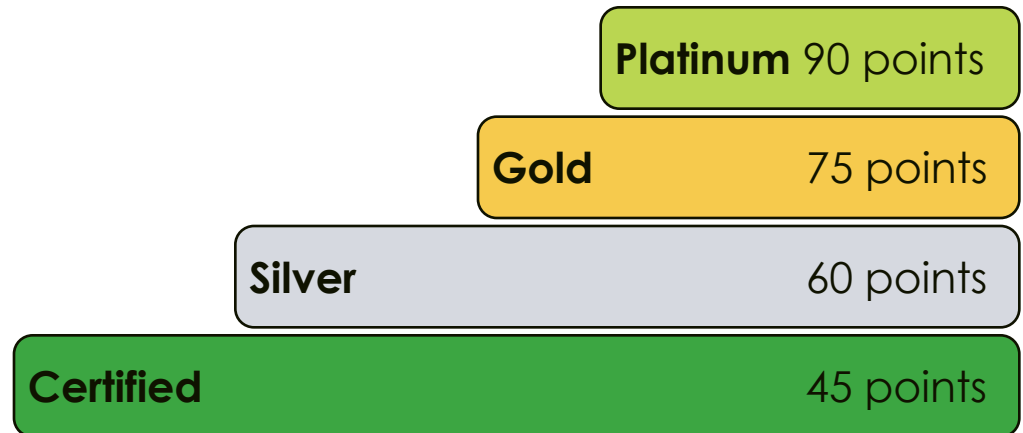 Platinum 90 points
Gold 75 points
Silver 60 points
Certified 45 points